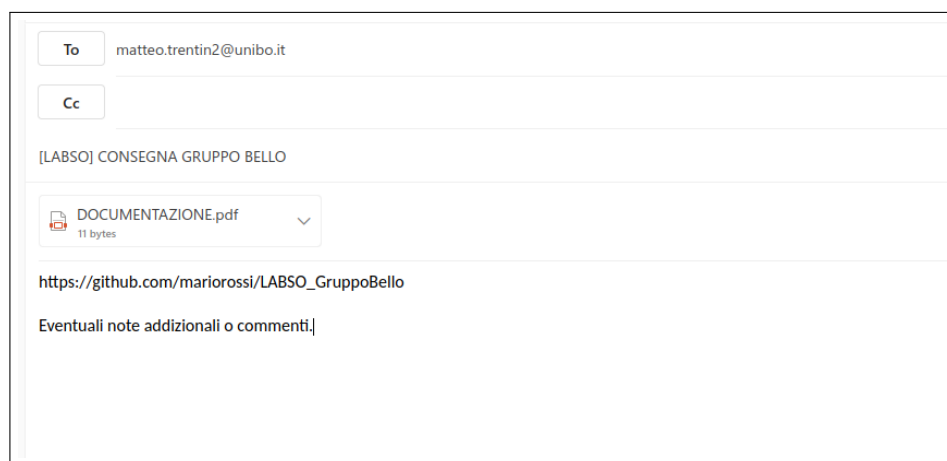 To matteo.trentin2@unibo.it
Cc
[LABSO] CONSEGNA GRUPPO BELLO
DOCUMENTAZIONE.pdf
11 bytes
https://github.com/mariorossi/LABSO_GruppoBello
Eventuali note addizionali o commenti.